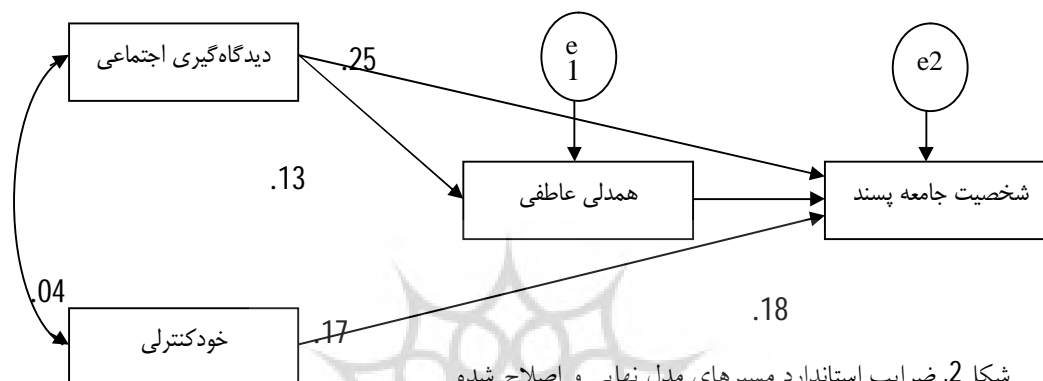 دیدگاه‌گیری اجتماعی
.25
e
1
e2
.13
همدلی عاطفی
شخصیت جامعه پسند
.04
خودکنترلی
.17
.18
شکل 2. ضرایب استاندارد مسیرهای مدل نهایی و اصلاح شده